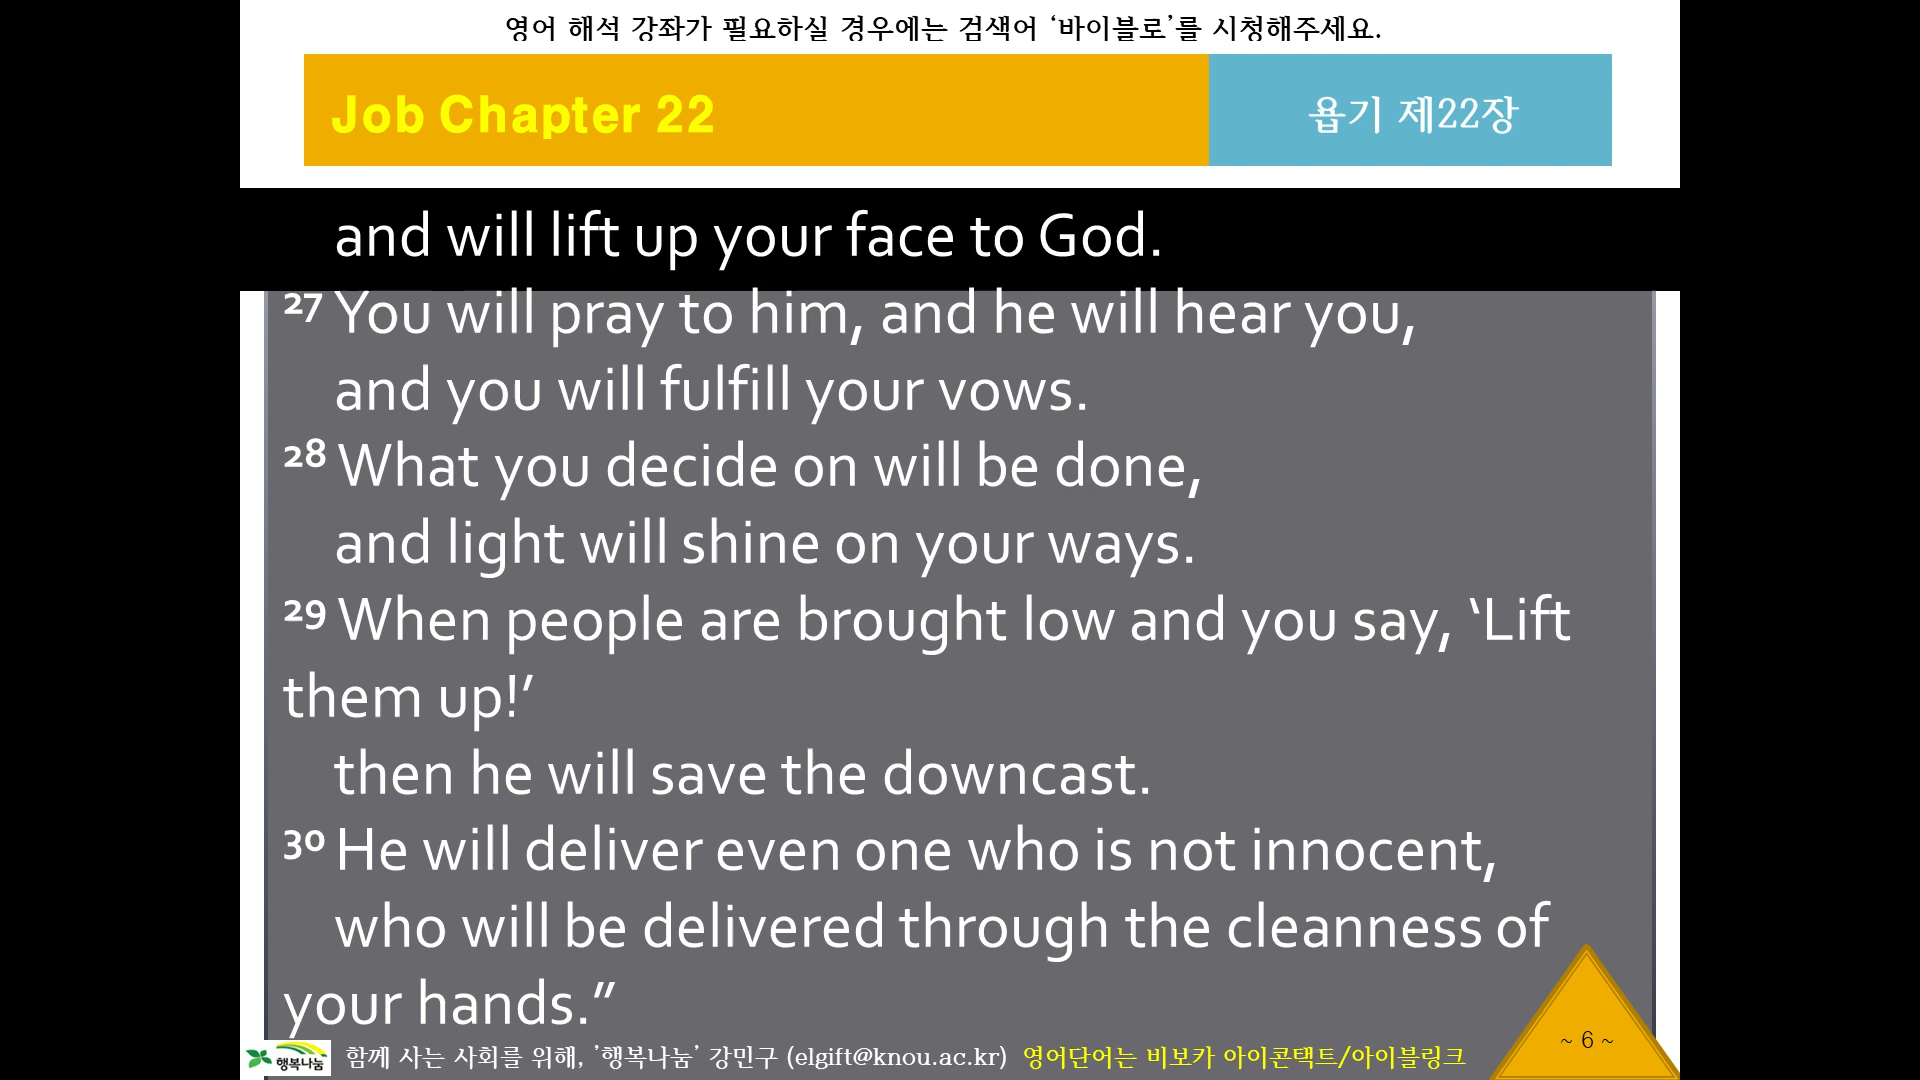 영어 해석 강좌가 필요하실 경우에는 검색어 ‘바이블로’를 시청해주세요.
Job Chapter 22
욥기 제22장
and will lift up your face to God.
27 You will pray to him, and he will hear you,
and you will fulfill your vows.
28 What you decide on will be done,
and light will shine on your ways.
29 When people are brought low and you say, ‘Lift
them up!’
then he will save the downcast.
30 He will deliver even one who is not innocent,
who will be delivered through the cleanness of
your hands.”
~ 6 ~
행복나눔
함께 사는 사회를 위해, ’행복나눔’ 강민구 (elgift@knou.ac.kr) 영어단어는 비보카 아이콘택트/아이블링크